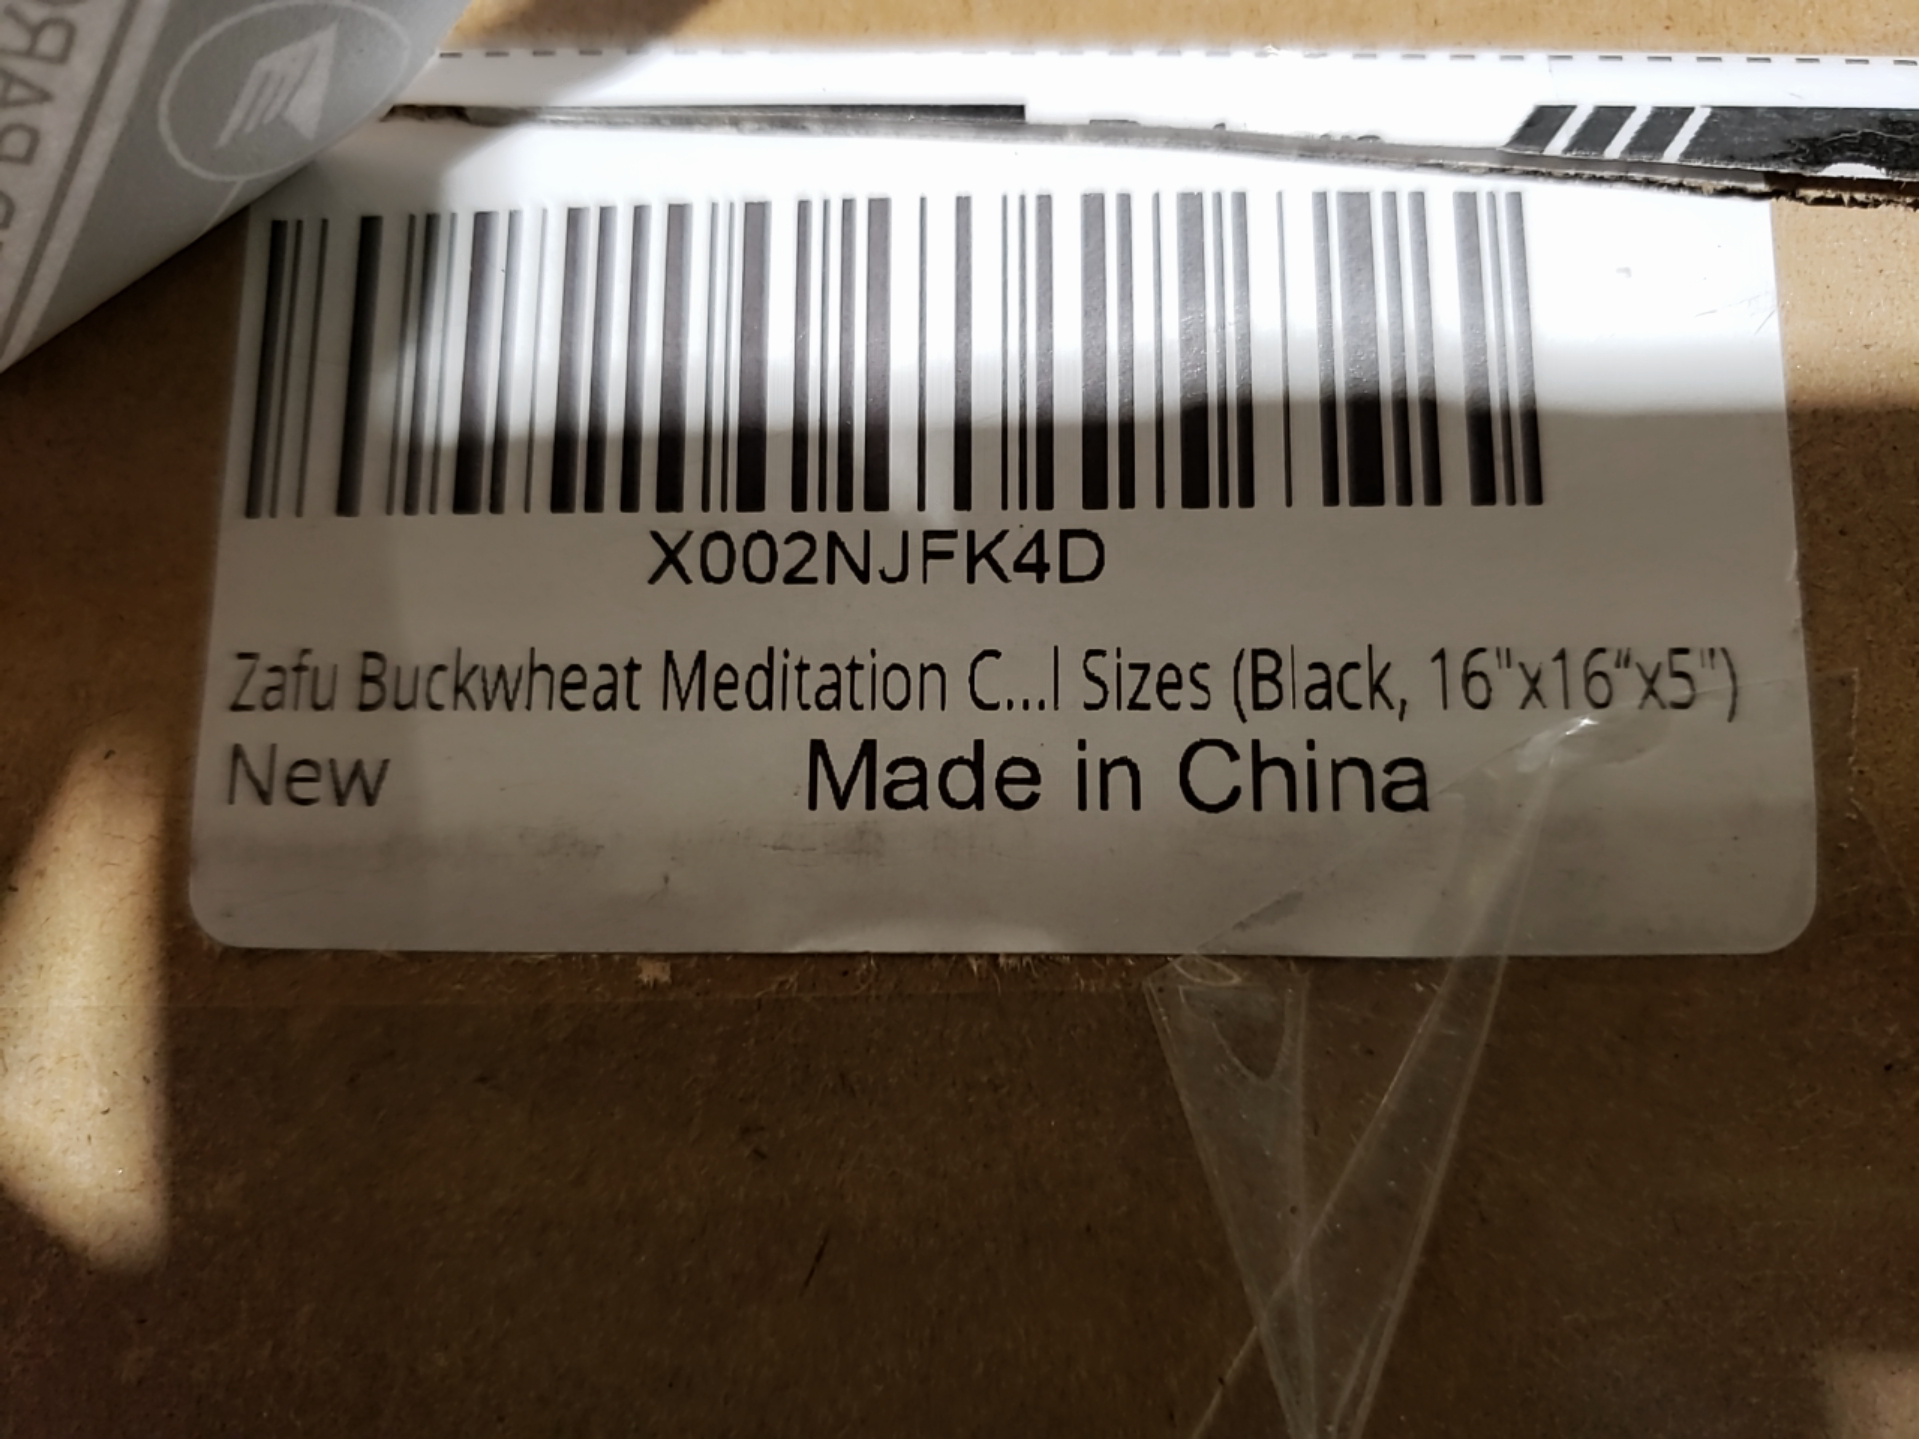 X002NJFK4D
Zafu Buckwheat Meditation C...l Sizes (Black, 16"x16“x5")
New
Made in China